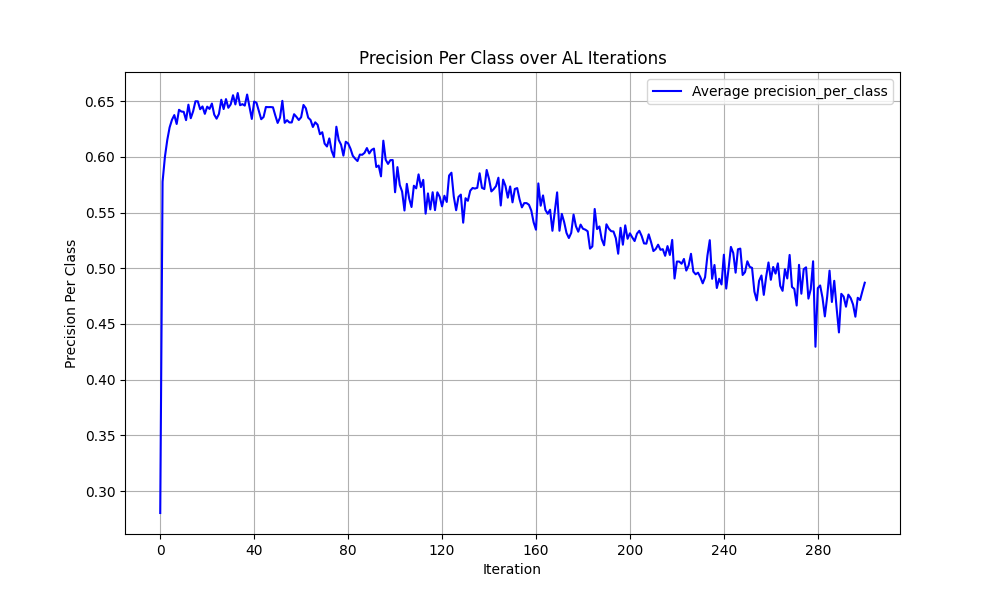 Precision Per Class over AL Iterations
Average precision_per_class
Precision Per Class
0.65
0.60
0.55
0.50
0.45
0.40
0.35
0.30
0 40 80 120 160 200 240 280
Iteration